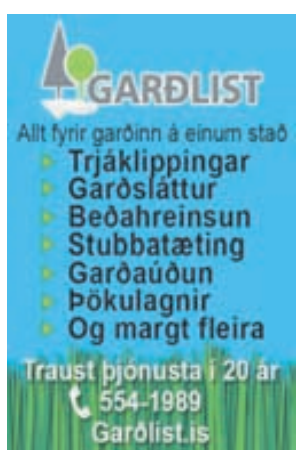 GARÐLIST
Allt fyrir garðinn á einum stað
Trjáklippingar
Garðsláttur
Beðahreinsun
Stubbatæting
Garðaúðun
Þökulagnir
Og margt fleira
Traust þjónusta í 20 ár
554-1989
Garðlist.is